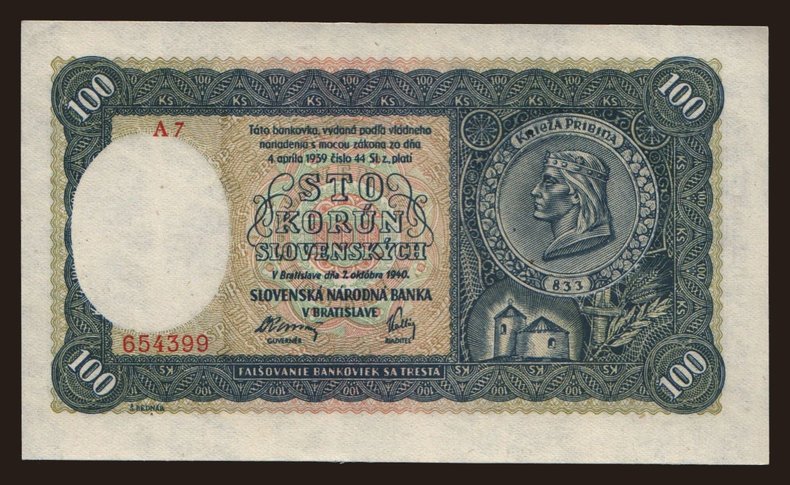 100
100
A 7
Táto bankovka, vydaná podľa vládneho
nariadenia s mocou zákona zo dňa
4. apríla 1939 číslo 44 Sl. z., platí
STO
KORÚN
SLOVENSKÝCH
V Bratislave dňa 7. októbra 1940.
SLOVENSKÁ NÁRODNÁ BANKA
V BRATISLAVE
GUVERNÉR
RIADITEĽ
654399
KNIEŽA PRIBINA
833
FALŠOVANIE BANKOVIEK SA TRESTÁ
100
100
Š. BEDNÁR